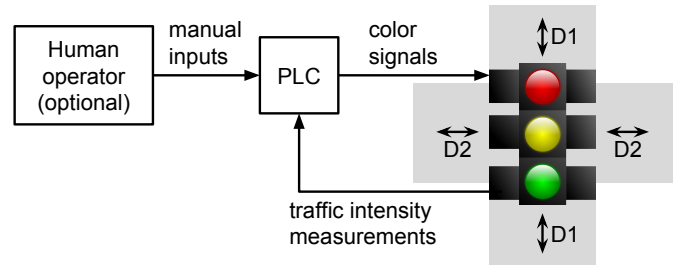 Human
operator
(optional)
manual
inputs
PLC
color
signals
traffic intensity
measurements
D1
D2
D2
D1